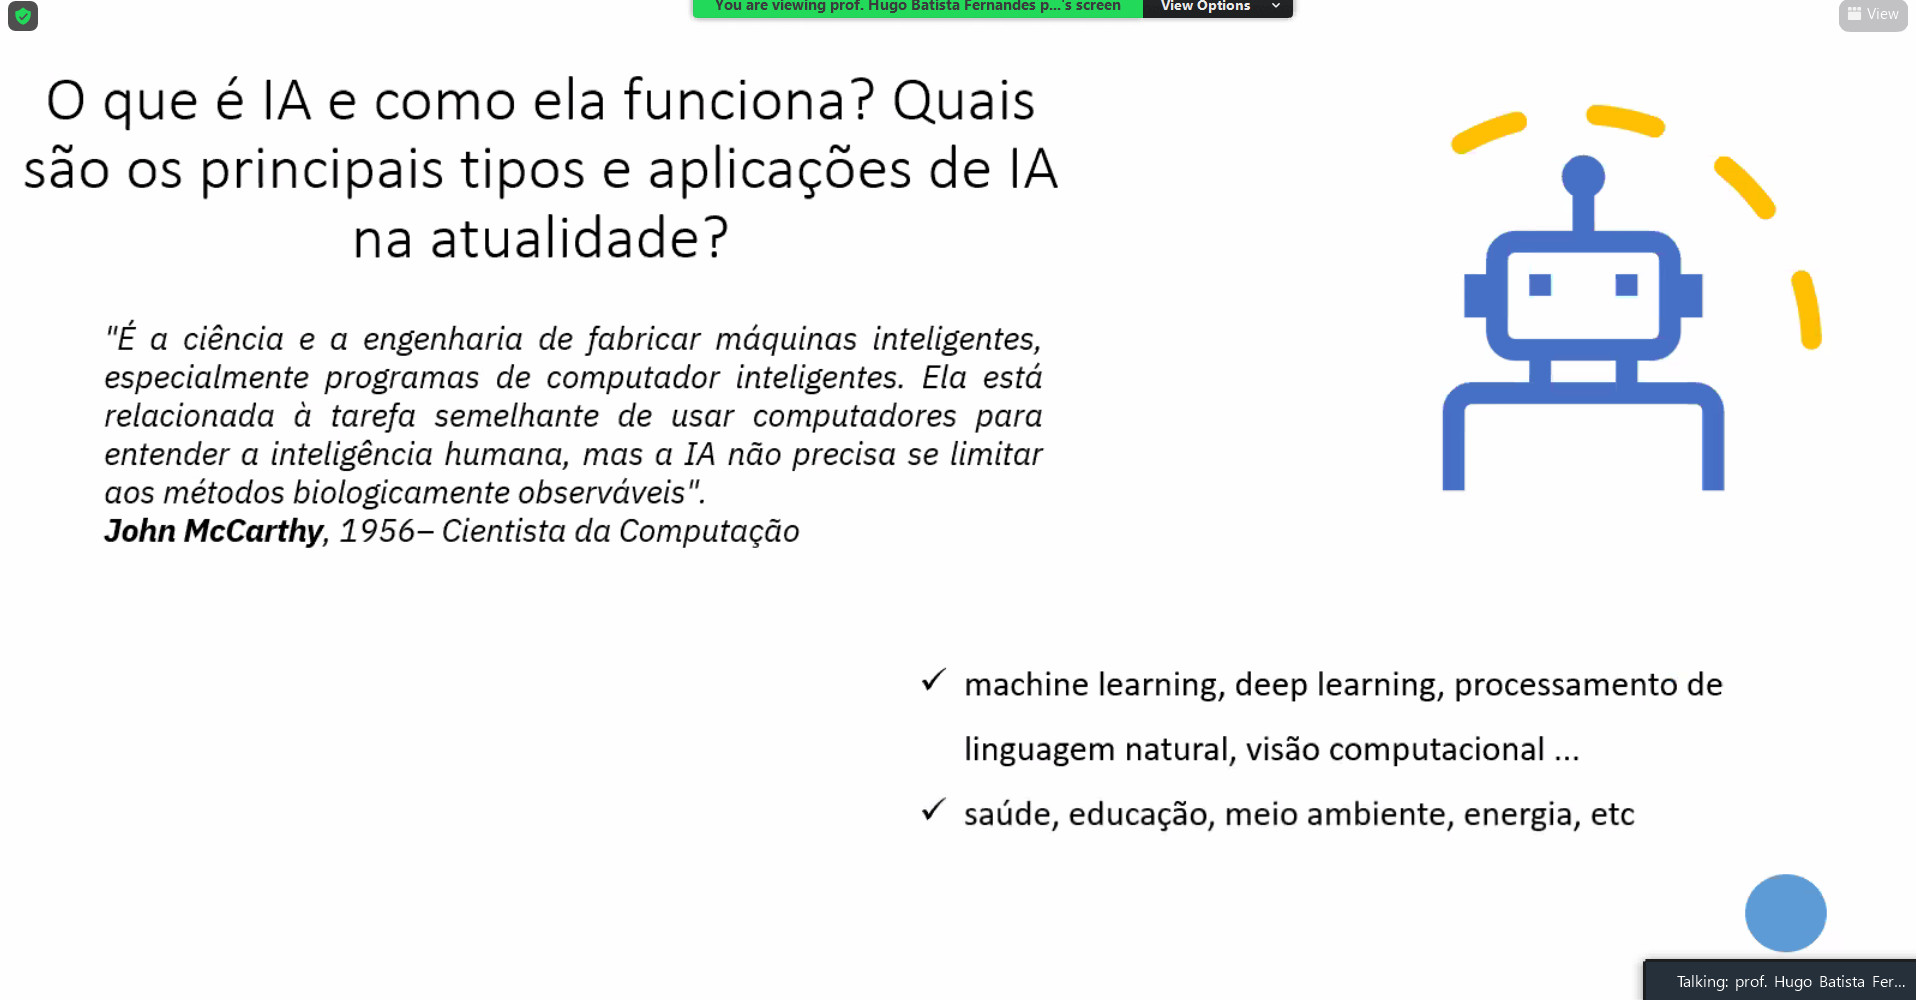 You are viewing prof. Hugo Batista Fernandes p...'s screen
View Options
View
O que é IA e como ela funciona? Quais
são os principais tipos e aplicações de IA
na atualidade?
"É a ciência e a engenharia de fabricar máquinas inteligentes,
especialmente programas de computador inteligentes. Ela está
relacionada à tarefa semelhante de usar computadores para
entender a inteligência humana, mas a IA não precisa se limitar
aos métodos biologicamente observáveis".
John McCarthy, 1956– Cientista da Computação
✓ machine learning, deep learning, processamento de
linguagem natural, visão computacional ...
✓ saúde, educação, meio ambiente, energia, etc
Talking: prof. Hugo Batista Fer...